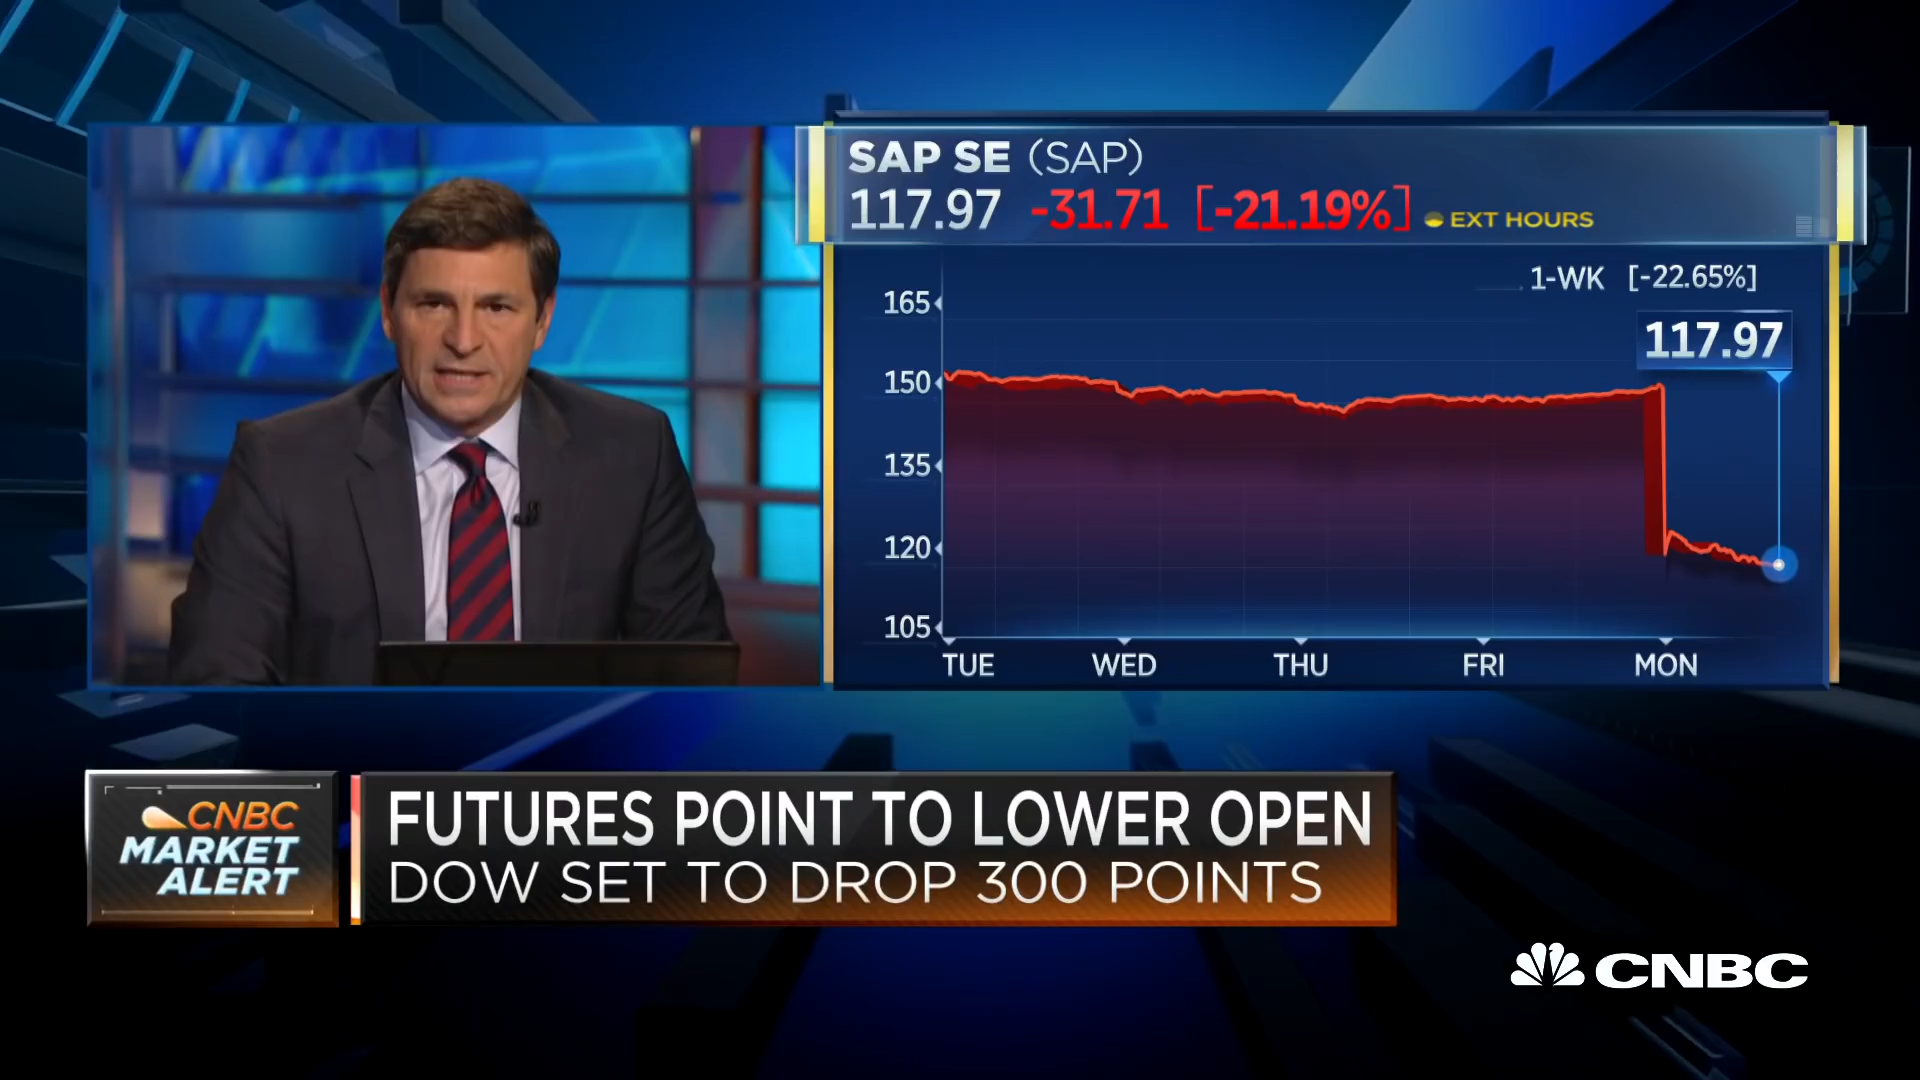 SAP SE (SAP)
117.97 -31.71 [-21.19%] EXT HOURS
1-WK [-22.65%]
117.97
165
150
135
120
105
TUE WED THU FRI MON
CNBC
MARKET
ALERT
FUTURES POINT TO LOWER OPEN
DOW SET TO DROP 300 POINTS
CNBC